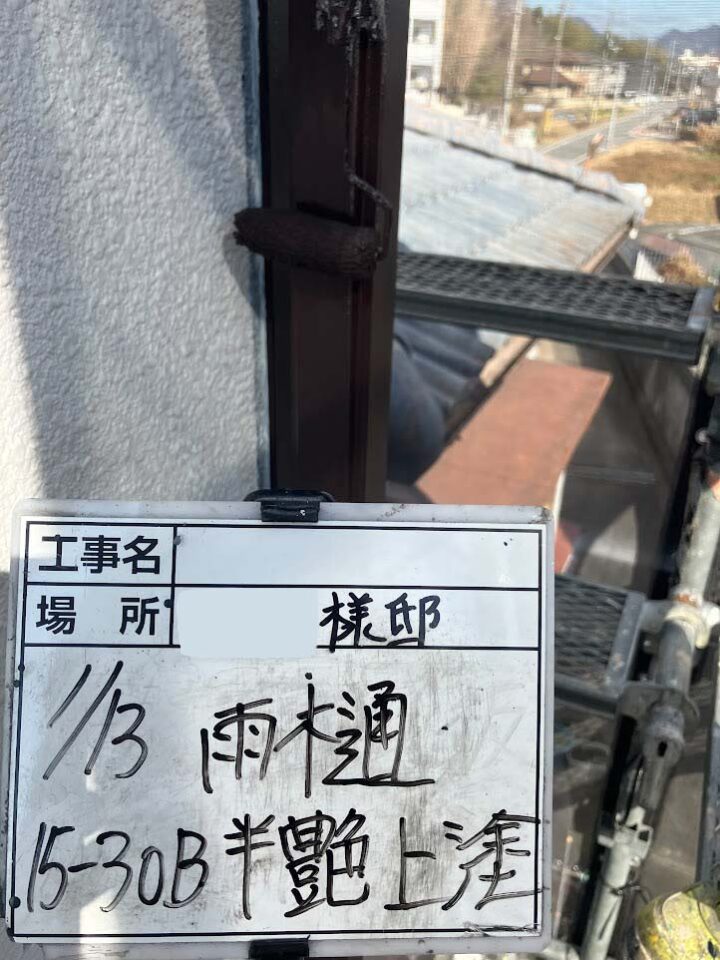 工事名
場所 様邸
1/13 雨樋
15-30B 半艶 上塗